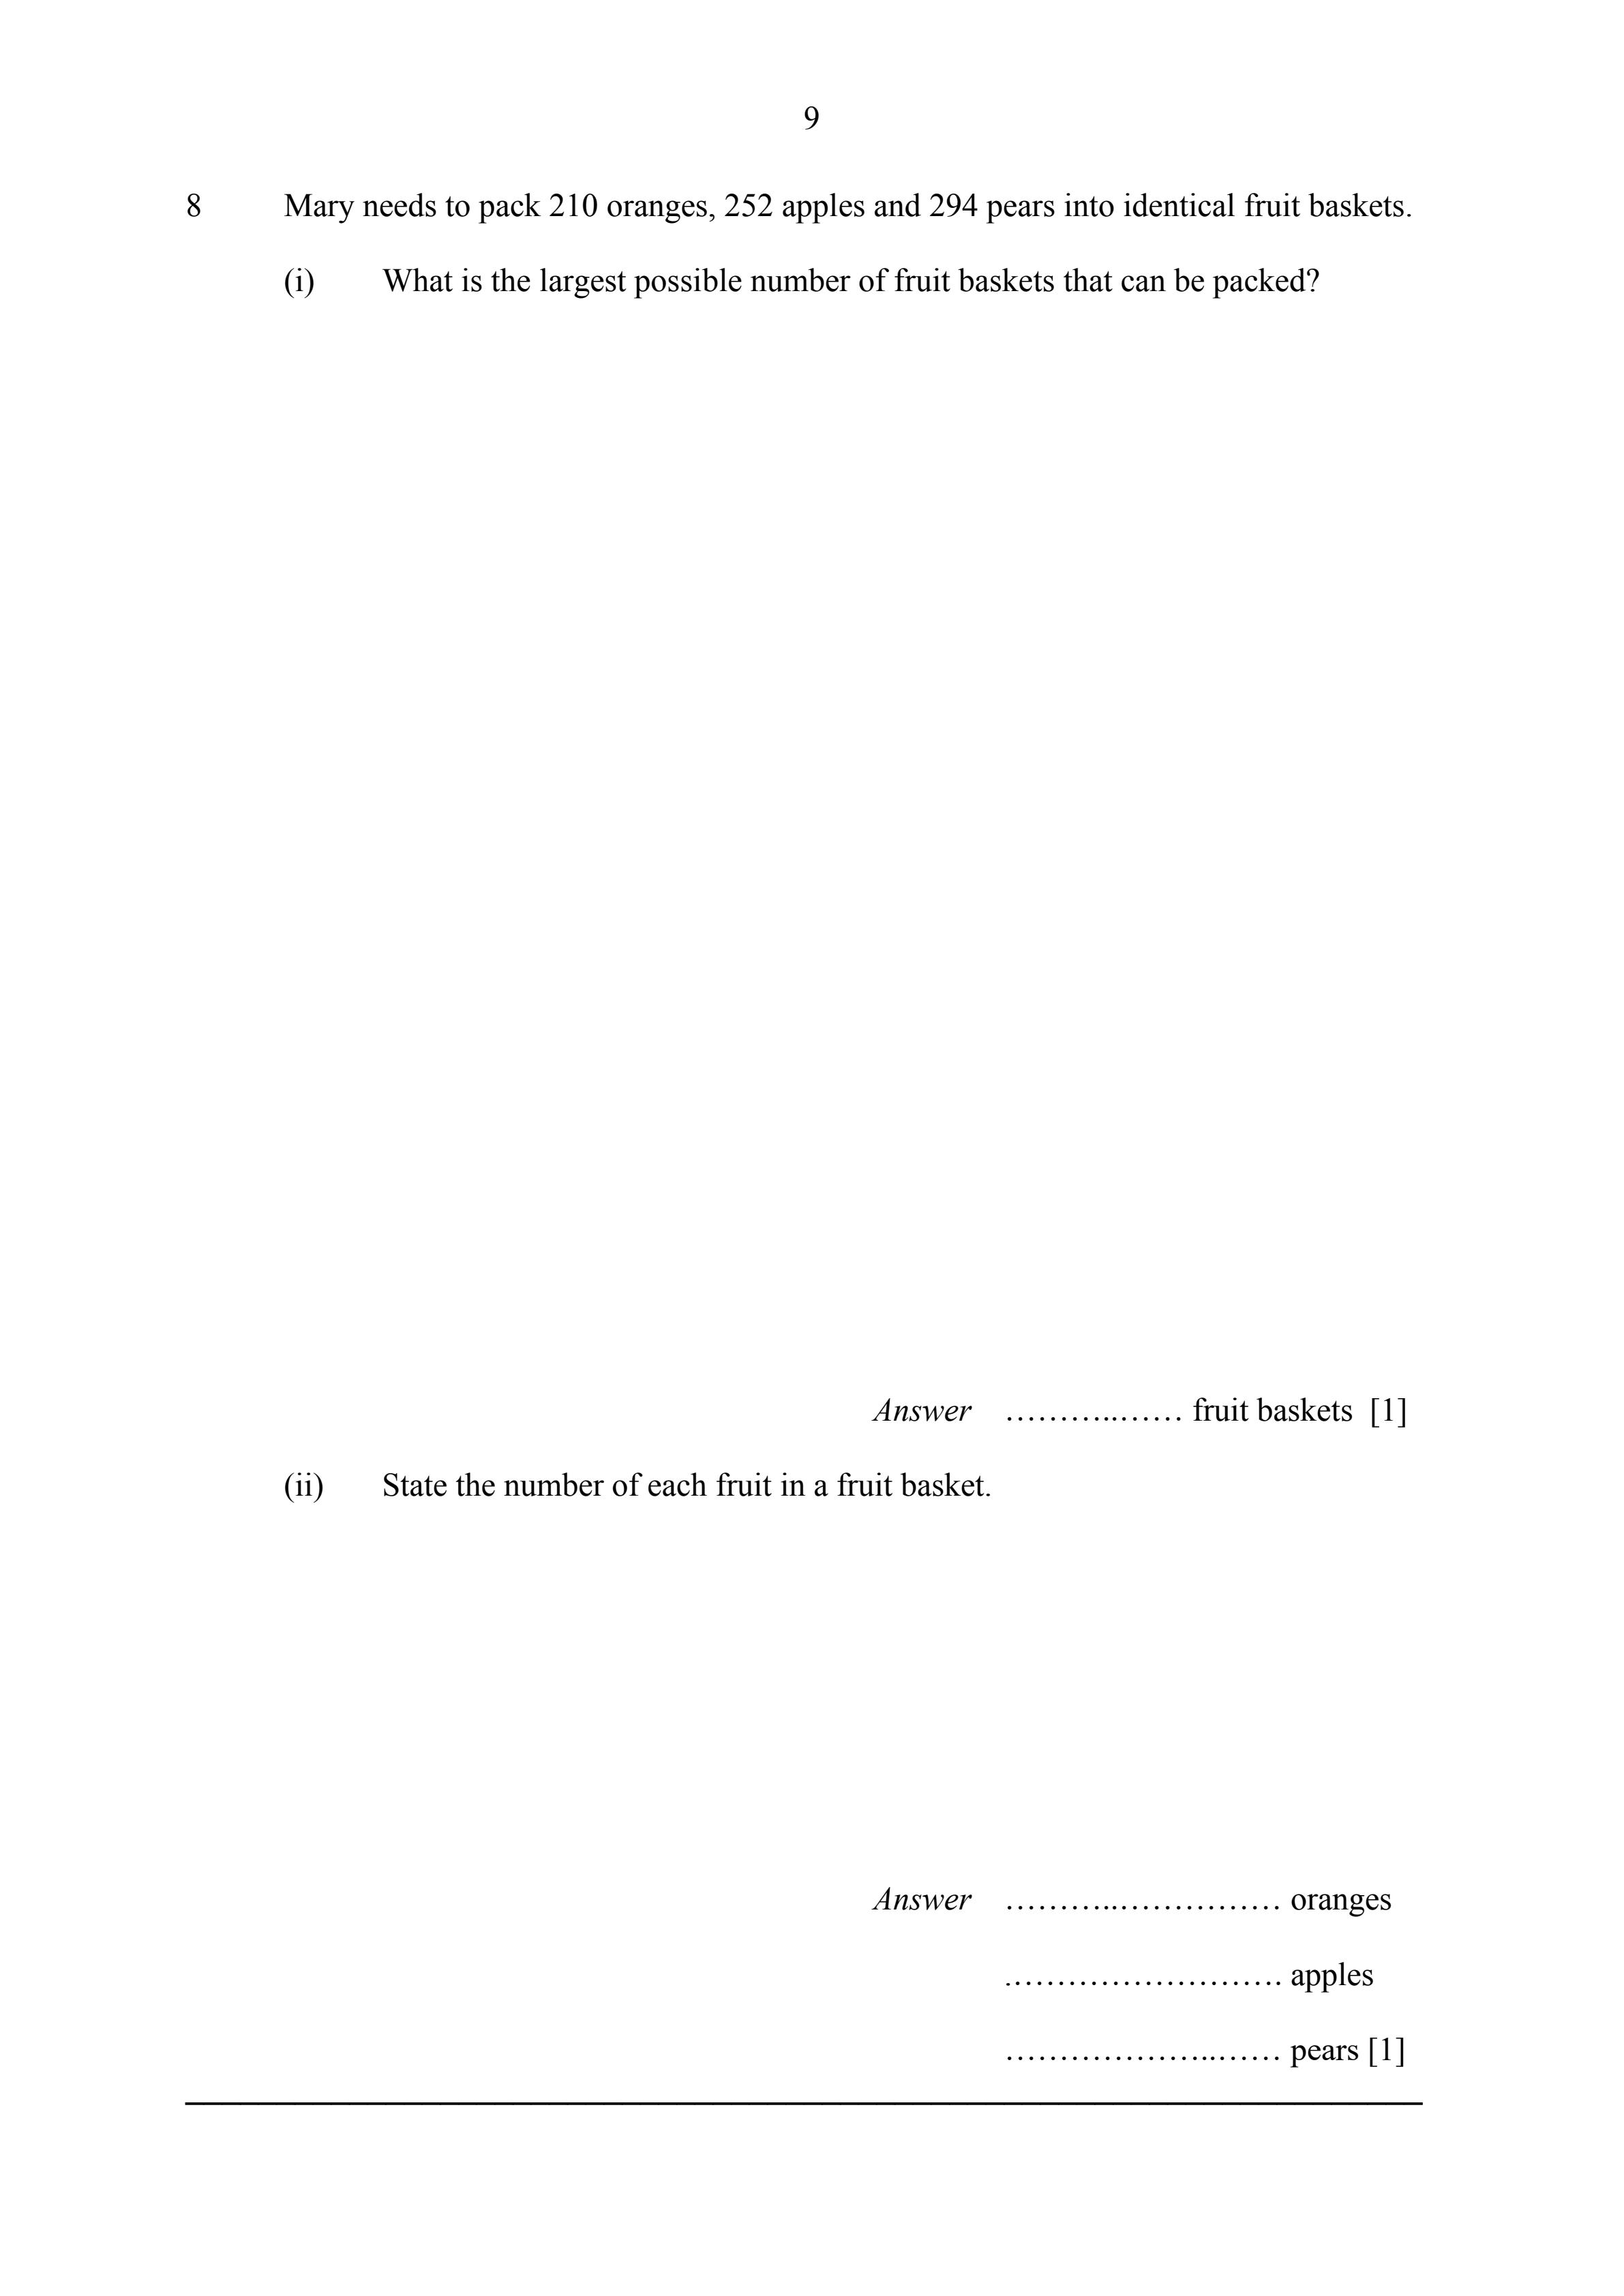 9
8 Mary needs to pack 210 oranges, 252 apples and 294 pears into identical fruit baskets.
(i) What is the largest possible number of fruit baskets that can be packed?
Answer ………..…… fruit baskets [1]
(ii) State the number of each fruit in a fruit basket.
Answer ………..…………… oranges
.……………………. apples
………………..…… pears [1]